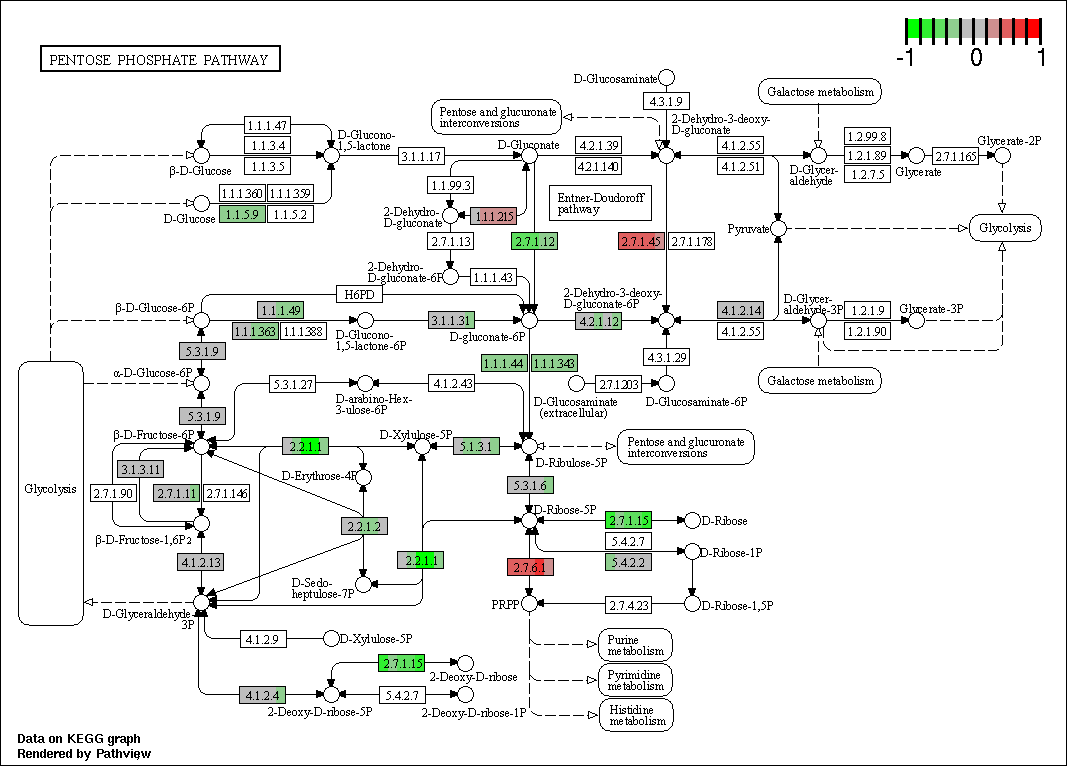 -1 0 1
PENTOSE PHOSPHATE PATHWAY
D-Glucosaminate
4.3.1.9
Galactose metabolism
Pentose and glucuronate
interconversions
2-Dehydro-3-deoxy-
D-gluconate
1.1.1.47
1.1.3.4
1.1.3.5
D-Glucono-
1,5-lactone
β-D-Glucose
3.1.1.17
D-Gluconate
4.2.1.39
4.2.1.140
4.1.2.55
4.1.2.51
D-Glycer-
aldehyde
1.2.99.8
1.2.1.89
1.2.7.5
Glycerate
2.7.1.165
Glycerate-2P
1.1.1.360
1.1.1.359
1.1.5.9
1.1.5.2
D-Glucose
1.1.99.3
2-Dehydro-
D-gluconate
1.1.1.215
Entner-Doudoroff
pathway
2.7.1.13
2.7.1.12
2.7.1.45
2.7.1.178
Pyruvate
Glycolysis
2-Dehydro-
D-gluconate-6P
1.1.1.43
H6PD
β-D-Glucose-6P
1.1.1.49
1.1.1.363
1.1.1.388
D-Glucono-
1,5-lactone-6P
3.1.1.31
D-gluconate-6P
2-Dehydro-3-deoxy-
D-gluconate-6P
4.2.1.12
4.1.2.14
4.1.2.55
D-Glycer-
aldehyde-3P
1.2.1.9
1.2.1.90
Glycerate-3P
5.3.1.9
1.1.1.44
1.1.1.343
4.3.1.29
α-D-Glucose-6P
5.3.1.27
D-arabino-Hex-
3-ulose-6P
4.1.2.43
D-Glucosaminate
(extracellular)
2.7.1.203
D-Glucosaminate-6P
Galactose metabolism
5.3.1.9
β-D-Fructose-6P
2.2.1.1
D-Xylulose-5P
5.1.3.1
D-Ribulose-5P
Pentose and glucuronate
interconversions
Glycolysis
3.1.3.11
2.7.1.90
2.7.1.11
2.7.1.146
D-Erythrose-4P
5.3.1.6
β-D-Fructose-1,6P2
2.2.1.2
D-Ribose-5P
2.7.1.15
D-Ribose
5.4.2.7
5.4.2.2
D-Ribose-1P
4.1.2.13
2.2.1.1
2.7.6.1
D-Sedo-
heptulose-7P
D-Glyceraldehyde-
3P
PRPP
2.7.4.23
D-Ribose-1,5P
4.1.2.9
D-Xylulose-5P
Purine
metabolism
2.7.1.15
2-Deoxy-D-ribose
Pyrimidine
metabolism
4.1.2.4
2-Deoxy-D-ribose-5P
5.4.2.7
2-Deoxy-D-ribose-1P
Histidine
metabolism
Data on KEGG graph
Rendered by Pathview